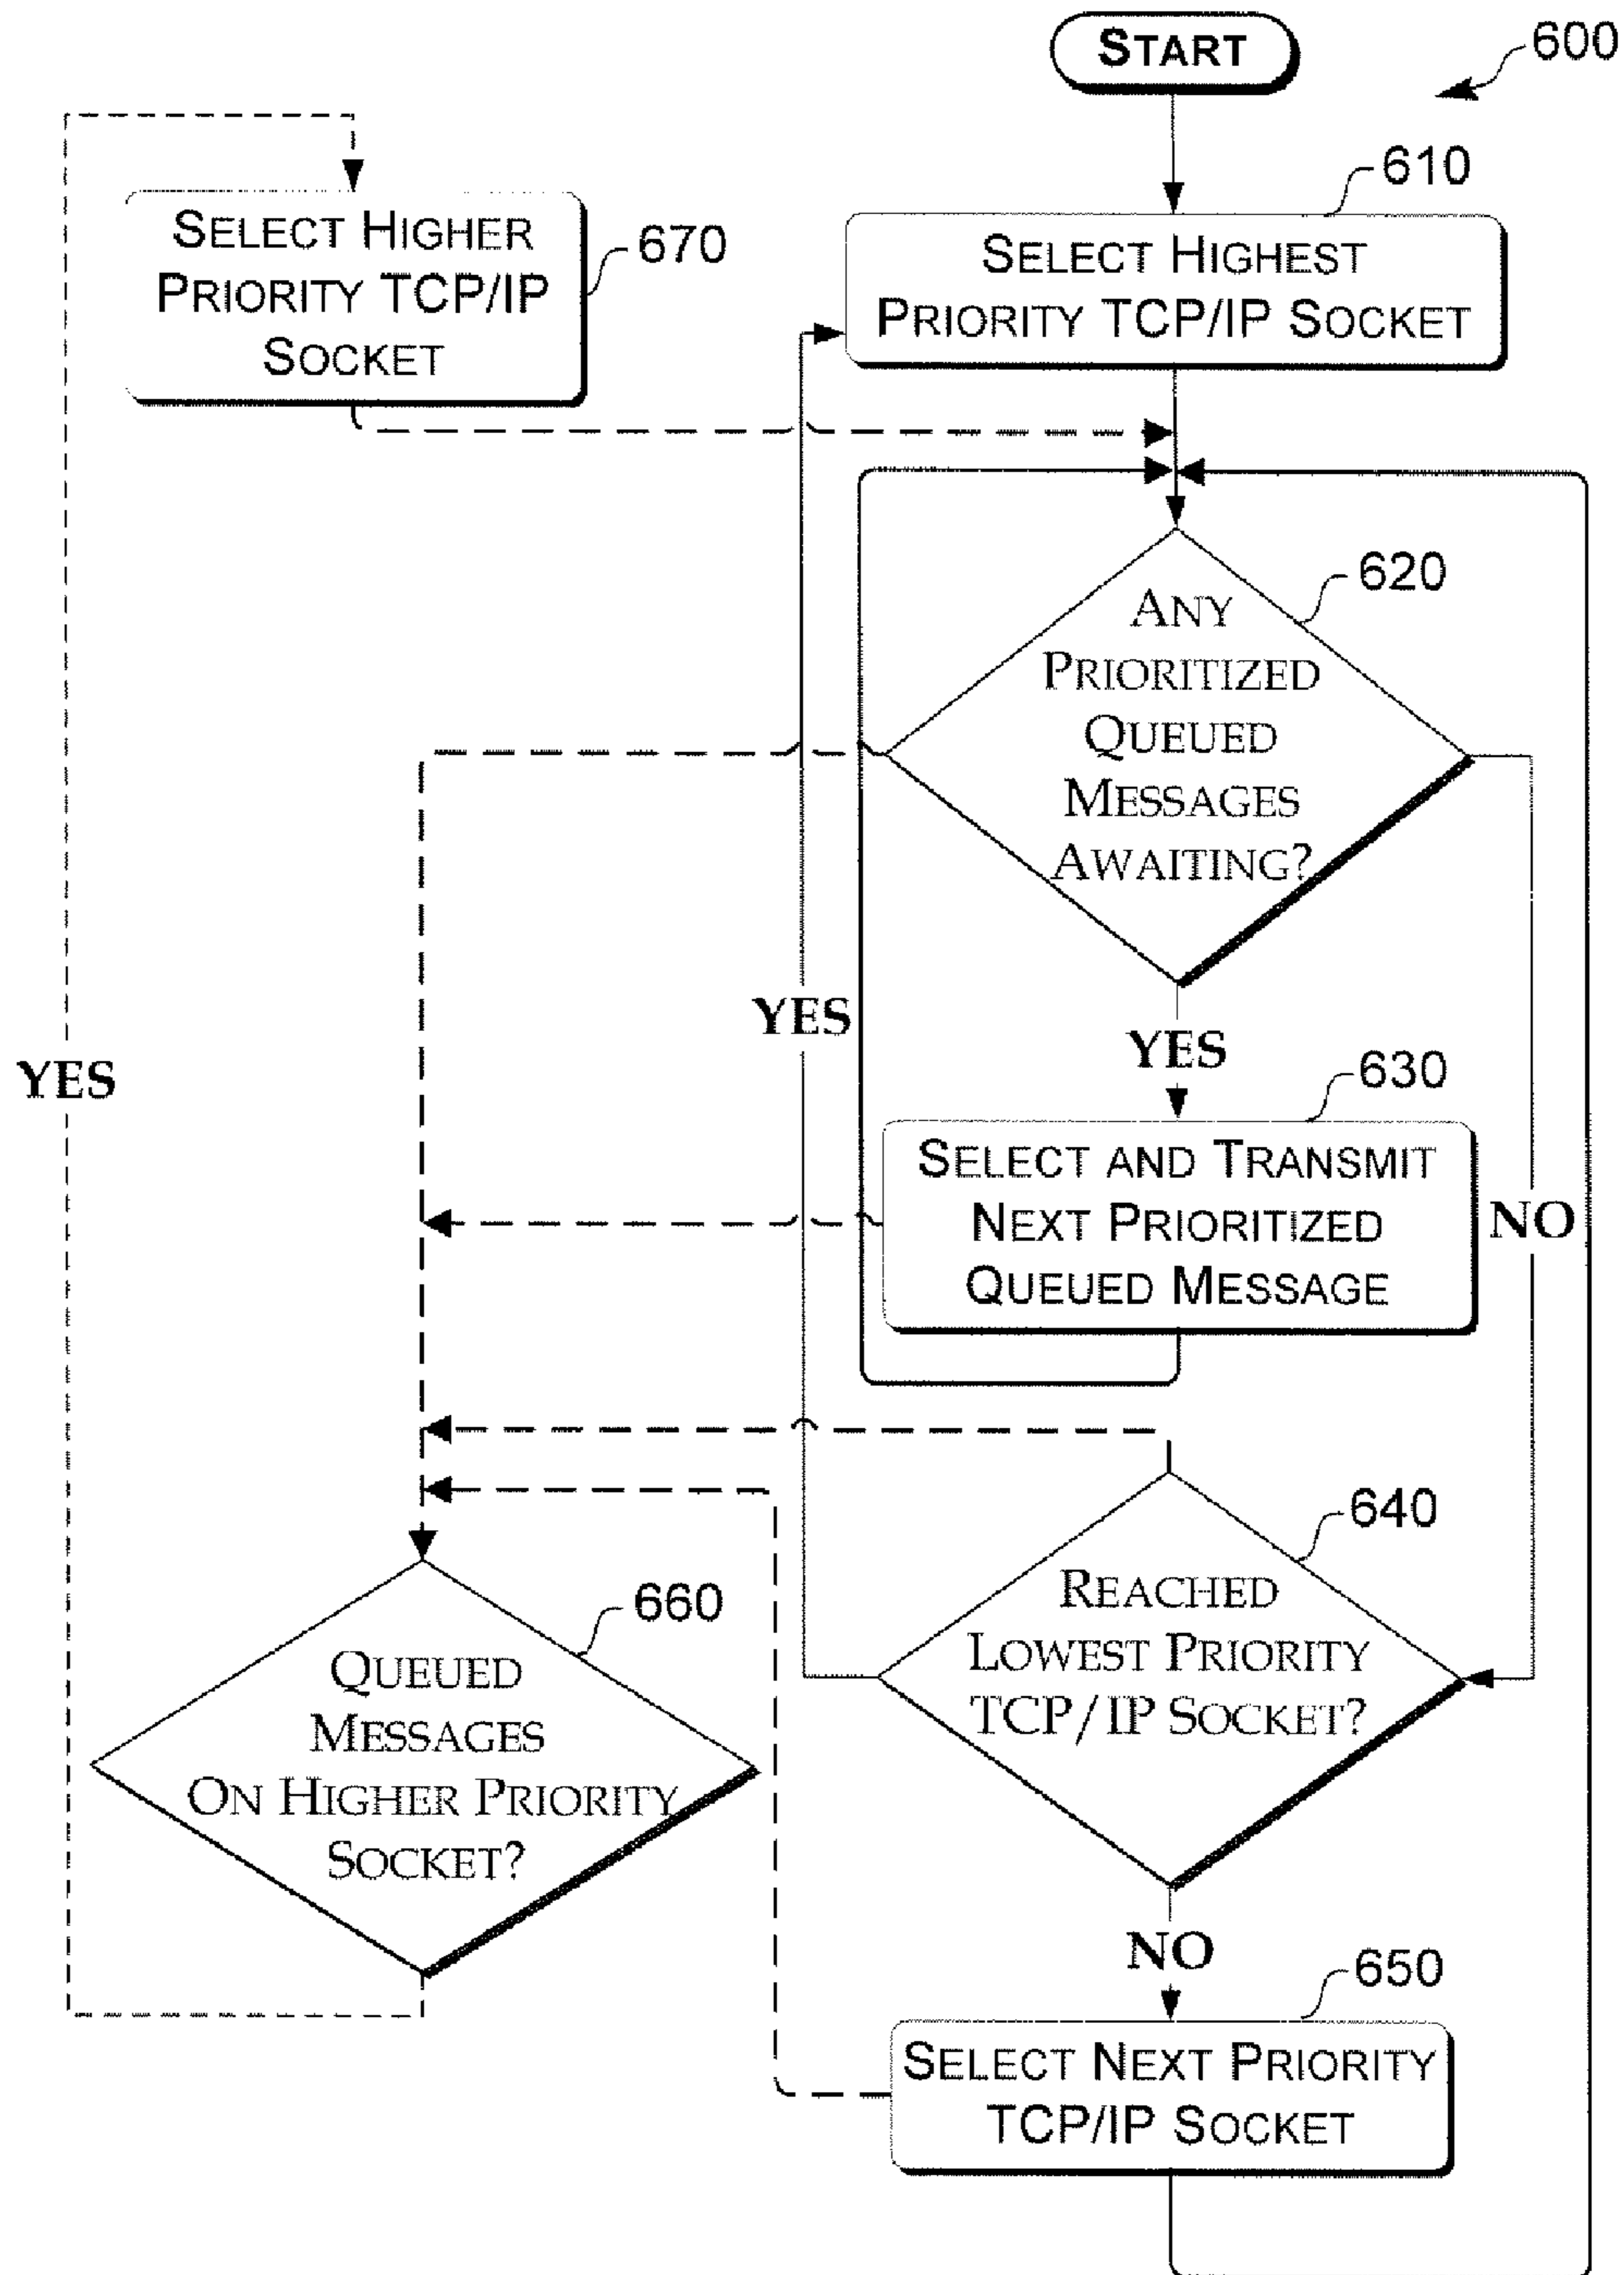 START
600
610
SELECT HIGHER
PRIORITY TCP/IP
SOCKET
670
SELECT HIGHEST
PRIORITY TCP/IP SOCKET
620
ANY
PRIORITIZED
QUEUED
MESSAGES
AWAITING?
YES
YES
YES
630
SELECT AND TRANSMIT
NEXT PRIORITIZED
QUEUED MESSAGE
NO
640
REACHED
LOWEST PRIORITY
TCP/IP SOCKET?
660
QUEUED
MESSAGES
ON HIGHER PRIORITY
SOCKET?
NO
650
SELECT NEXT PRIORITY
TCP/IP SOCKET